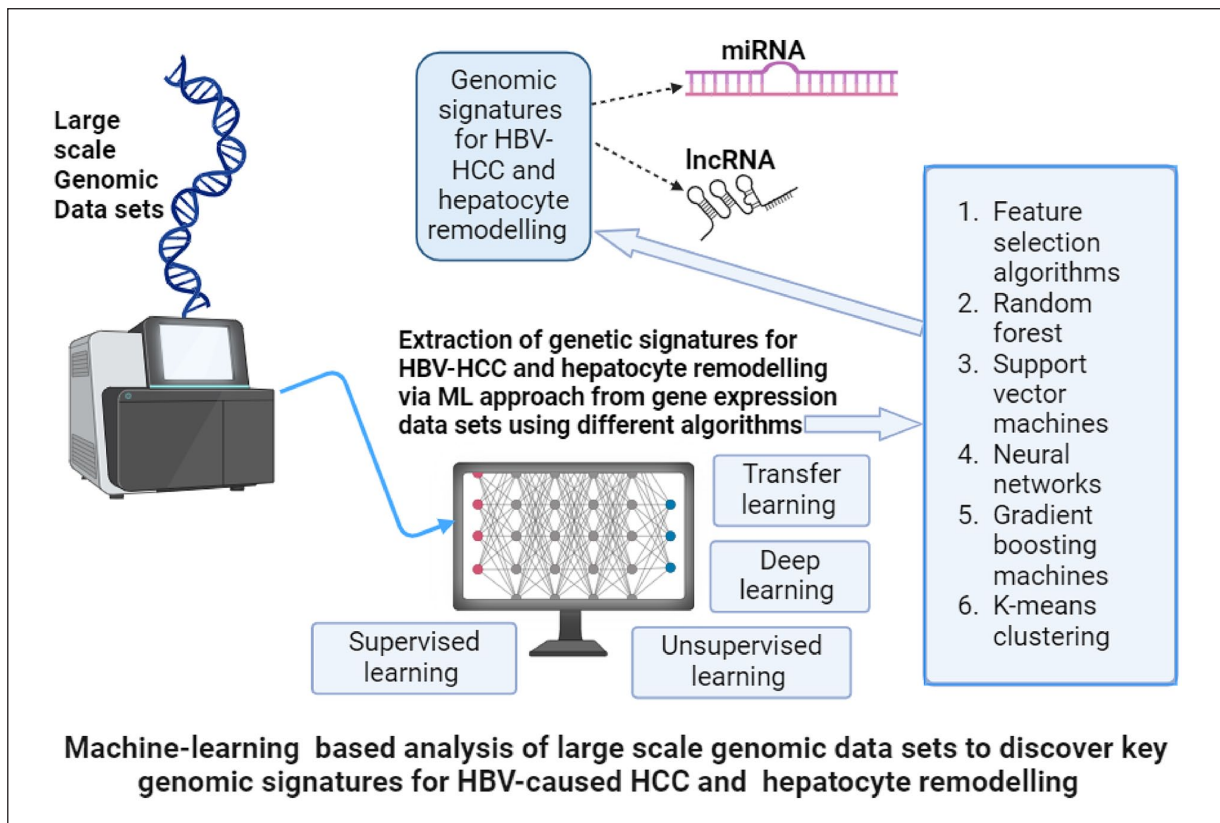 Large
scale
Genomic
Data sets
Genomic
signatures
for HBV-
HCC and
hepatocyte
remodelling
miRNA
lncRNA
Extraction of genetic signatures for
HBV-HCC and hepatocyte remodelling
via ML approach from gene expression
data sets using different algorithms
1. Feature
selection
algorithms
2. Random
forest
3. Support
vector
machines
4. Neural
networks
5. Gradient
boosting
machines
6. K-means
clustering
Transfer
learning
Deep
learning
Supervised
learning
Unsupervised
learning
Machine-learning based analysis of large scale genomic data sets to discover key
genomic signatures for HBV-caused HCC and hepatocyte remodelling